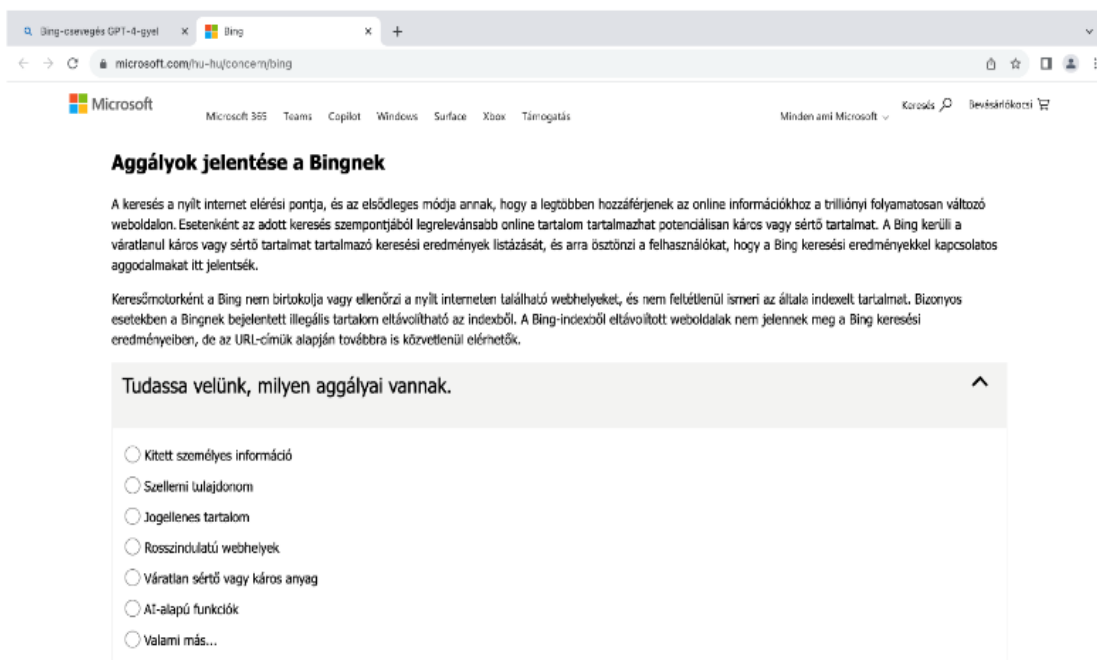 Bing-csevegés GPT-4-gyel
Bing
microsoft.com/hu-hu/concern/bing
Microsoft
Microsoft 365 Teams Copilot Windows Surface Xbox Támogatás
Minden ami Microsoft
Keresés
Bevásárlókocsi
Aggályok jelentése a Bingnek
A keresés a nyílt internet elérési pontja, és az elsődleges módja annak, hogy a legtöbben hozzáférjenek az online információkhoz a trilliónyi folyamatosan változó
weboldalon. Esetenként az adott keresés szempontjából legrelevánsabb online tartalom tartalmazhat potenciálisan káros vagy sértő tartalmat. A Bing kerüli a
váratlanul káros vagy sértő tartalmat tartalmazó keresési eredmények listázását, és arra ösztönzi a felhasználókat, hogy a Bing keresési eredményekkel kapcsolatos
aggodalmakat itt jelentsék.
Keresőmotorként a Bing nem birtokolja vagy ellenőrzi a nyílt interneten található webhelyeket, és nem feltétlenül ismeri az általa indexelt tartalmat. Bizonyos
esetekben a Bingnek bejelentett illegális tartalom eltávolítható az indexből. A Bing-indexből eltávolított weboldalak nem jelennek meg a Bing keresési
eredményeiben, de az URL-címük alapján továbbra is közvetlenül elérhetők.
Tudassa velünk, milyen aggályai vannak.
Kitett személyes információ
Szellemi tulajdonom
Jogellenes tartalom
Rosszindulatú webhelyek
Váratlan sértő vagy káros anyag
AI-alapú funkciók
Valami más...